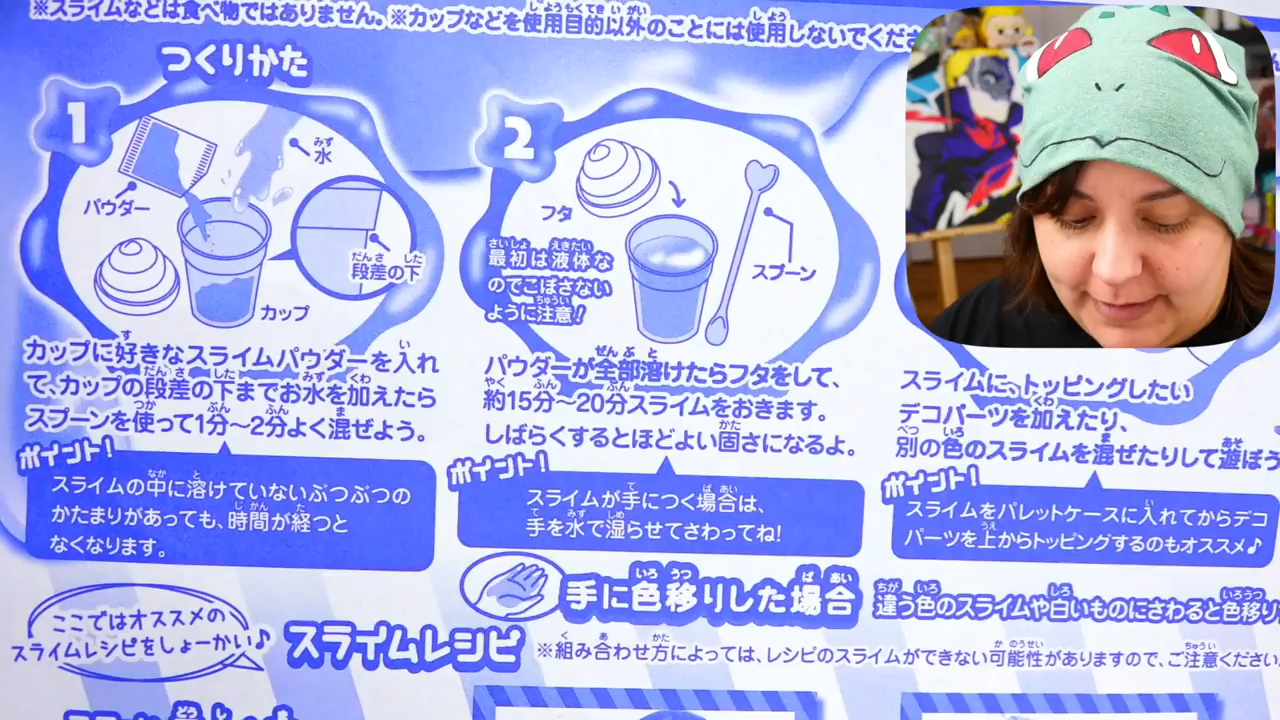 ※スライムなどは食べ物ではありません。※カップなどを使用目的以外のことには使用しないでくださ
つくりかた
1
水
パウダー
段差の下
カップ
カップに好きなスライムパウダーを入れ
て、カップの段差の下までお水を加えたら
スプーンを使って1分〜2分よく混ぜよう。
ポイント!
スライムの中に溶けていないぶつぶつの
かたまりがあっても、時間が経つと
なくなります。
2
フタ
最初は液体な
のでこぼさない
ように注意!
スプーン
パウダーが全部溶けたらフタをして、
約15分〜20分スライムをおきます。
しばらくするとほどよい固さになるよ。
ポイント!
スライムが手につく場合は、
手を水で湿らせてさわってね!
スライムに、トッピングしたい
デコパーツを加えたり、
別の色のスライムを混ぜたりして遊ぼう
ポイント!
スライムをパレットケースに入れてからデコ
パーツを上からトッピングするのもオススメ♪
手に色移りした場合
違う色のスライムや白いものにさわると色移り
ここではオススメの
スライムレシピをしょーかい♪
スライムレシピ
※組み合わせ方によっては、レシピのスライムができない可能性がありますので、ご注意ください